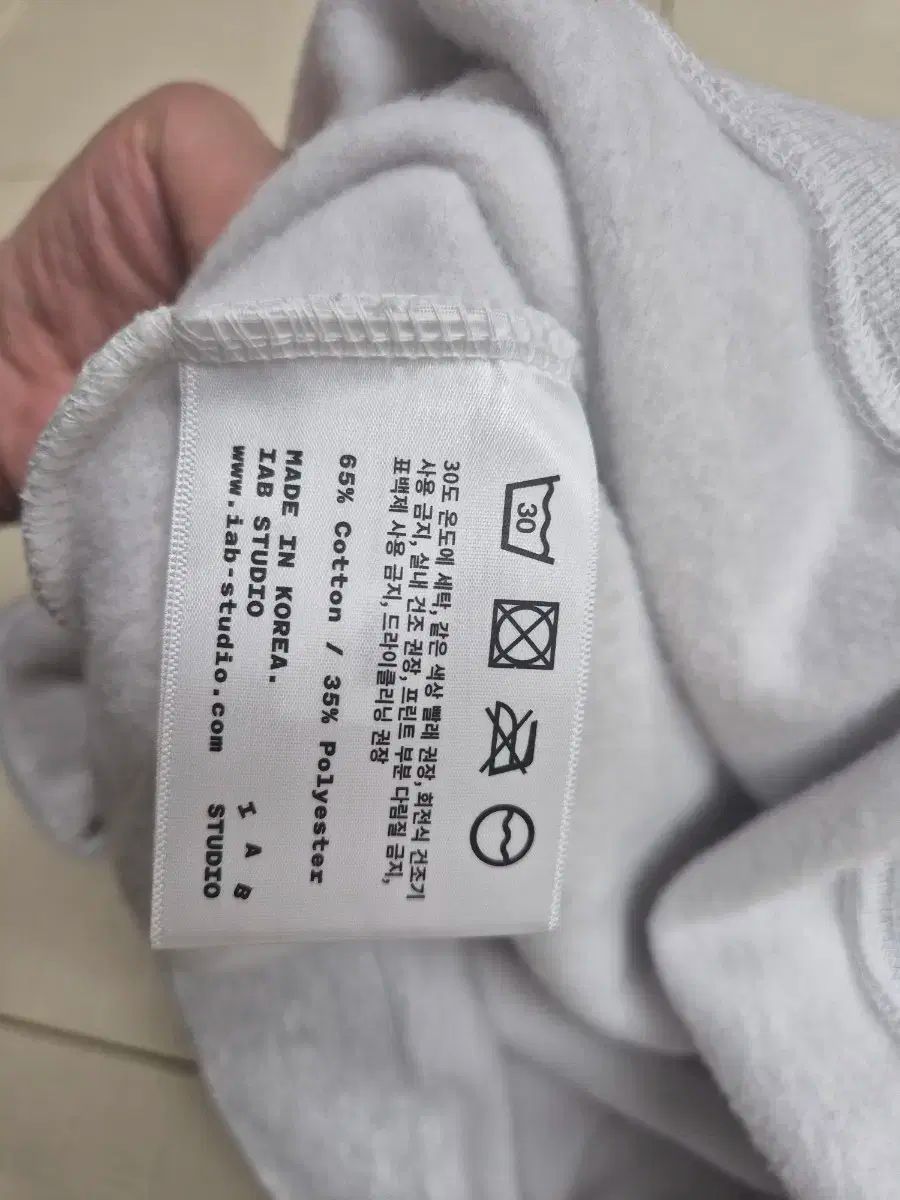 30
30도 온도에 세탁, 같은 색상 빨래 권장, 회전식 건조기
사용 금지, 실내 건조 권장, 프린트 부분 다림질 금지,
표백제 사용 금지, 드라이클리닝 권장
65% Cotton / 35% Polyester
MADE IN KOREA.
IAB STUDIO
www.iab-studio.com
I A B
STUDIO